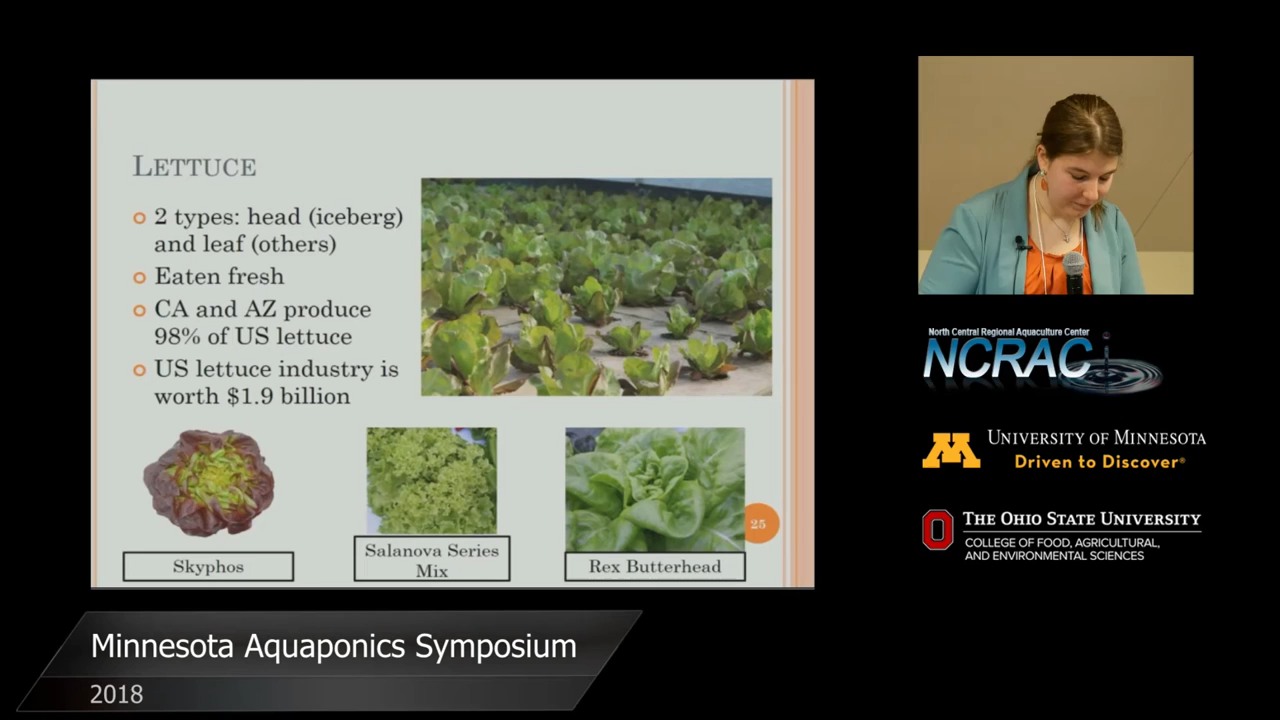 LETTUCE
2 types: head (iceberg)
and leaf (others)
Eaten fresh
CA and AZ produce
98% of US lettuce
US lettuce industry is
worth $1.9 billion
25
Skyphos
Salanova Series
Mix
Rex Butterhead
North Central Regional Aquaculture Center
NCRAC
M
UNIVERSITY OF MINNESOTA
Driven to Discover®
O
THE OHIO STATE UNIVERSITY
COLLEGE OF FOOD, AGRICULTURAL,
AND ENVIRONMENTAL SCIENCES
Minnesota Aquaponics Symposium
2018